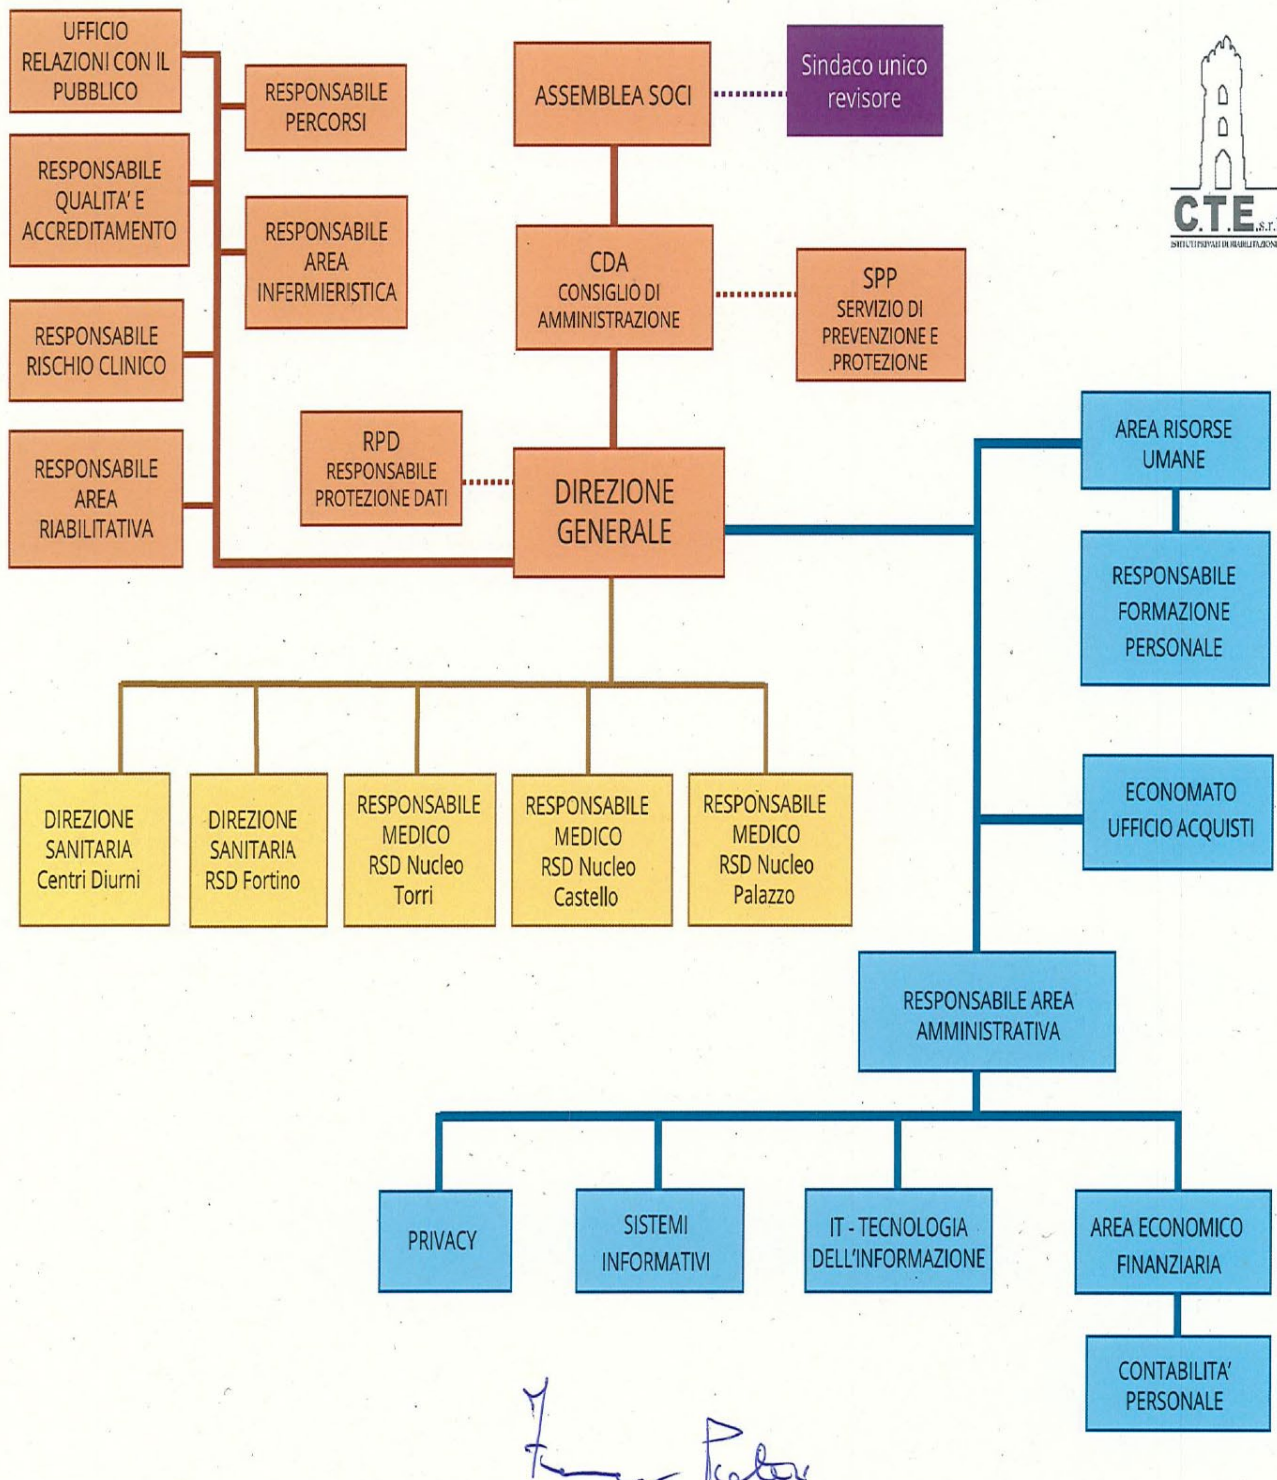 UFFICIO
RELAZIONI CON IL
PUBBLICO
RESPONSABILE
PERCORSI
ASSEMBLEA SOCI
Sindaco unico
revisore
C.T.E. s.r.l
ISTITUTI PRIVATI DI RIABILITAZIONE
RESPONSABILE
QUALITA' E
ACCREDITAMENTO
RESPONSABILE
AREA
INFERMIERISTICA
CDA
CONSIGLIO DI
AMMINISTRAZIONE
SPP
SERVIZIO DI
PREVENZIONE E
PROTEZIONE
RESPONSABILE
RISCHIO CLINICO
RPD
RESPONSABILE
PROTEZIONE DATI
DIREZIONE
GENERALE
RESPONSABILE
AREA
RIABILITATIVA
AREA RISORSE
UMANE
RESPONSABILE
FORMAZIONE
PERSONALE
DIREZIONE
SANITARIA
Centri Diurni
DIREZIONE
SANITARIA
RSD Fortino
RESPONSABILE
MEDICO
RSD Nucleo
Torri
RESPONSABILE
MEDICO
RSD Nucleo
Castello
RESPONSABILE
MEDICO
RSD Nucleo
Palazzo
ECONOMATO
UFFICIO ACQUISTI
RESPONSABILE AREA
AMMINISTRATIVA
PRIVACY
SISTEMI
INFORMATIVI
IT - TECNOLOGIA
DELL'INFORMAZIONE
AREA ECONOMICO
FINANZIARIA
CONTABILITA'
PERSONALE